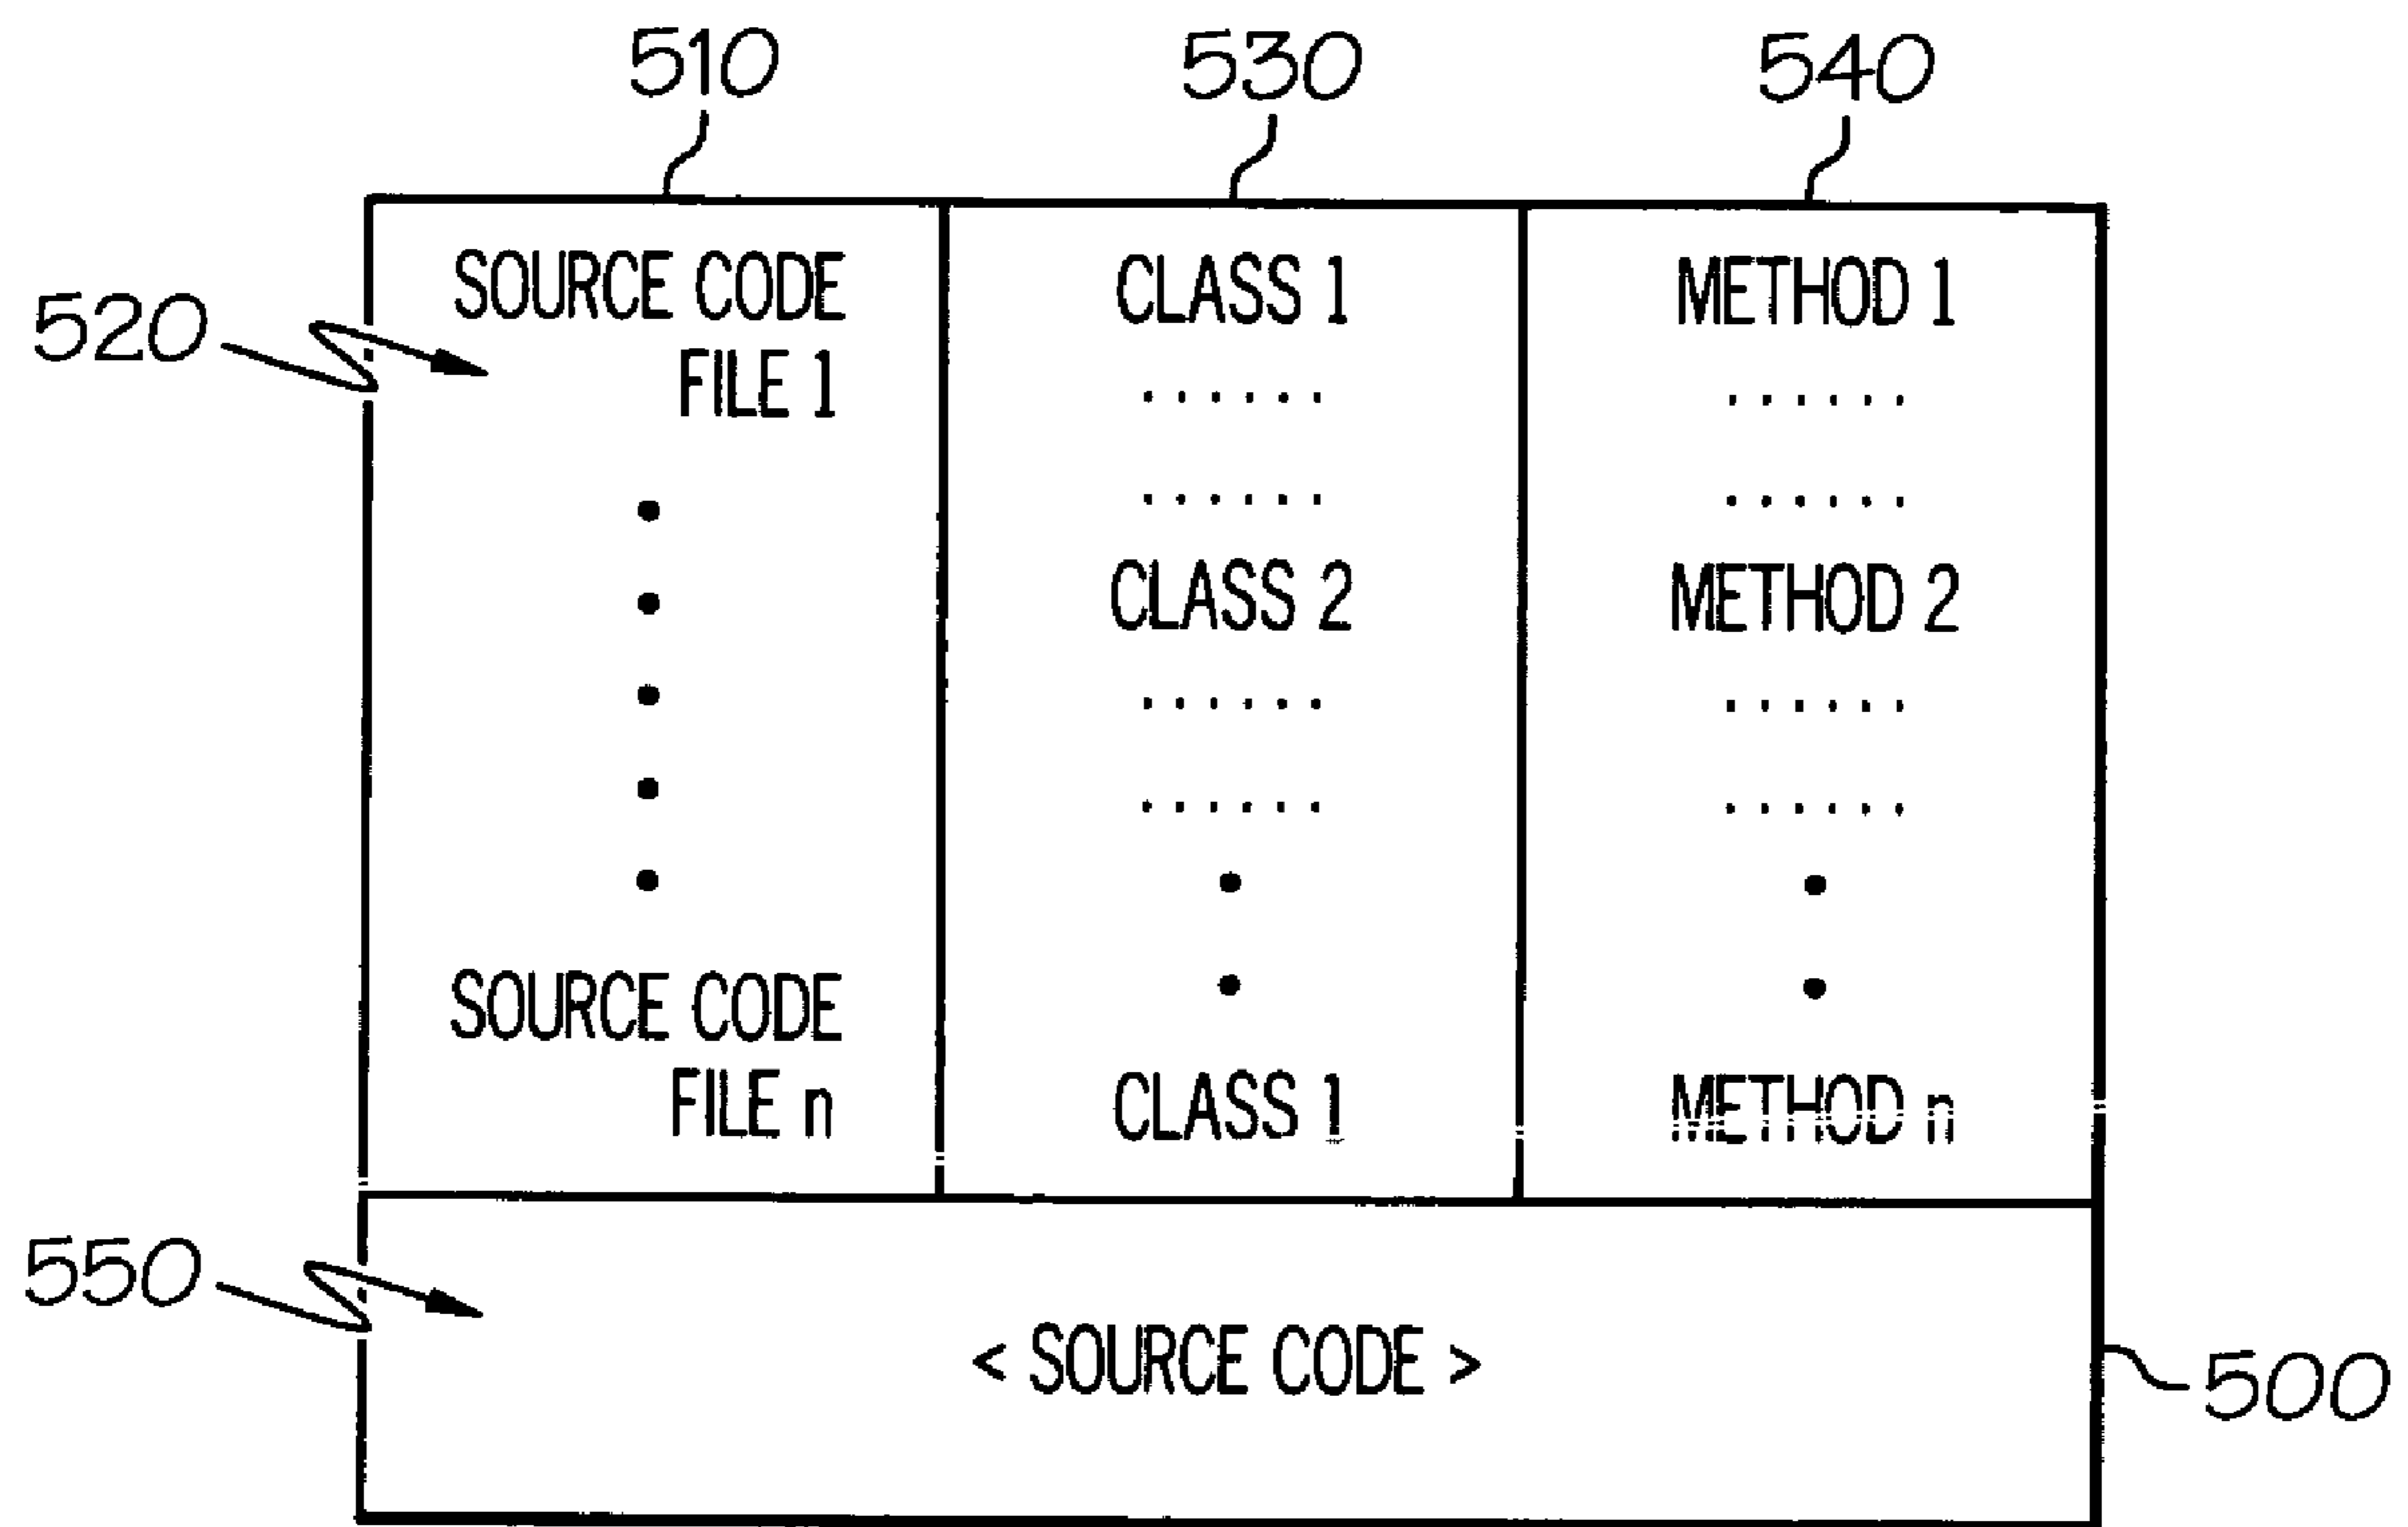 510 530 540
520
SOURCE CODE
FILE 1
SOURCE CODE
FILE n
CLASS 1
......
......
CLASS 2
......
......
CLASS 1
METHOD 1
......
......
METHOD 2
......
......
METHOD n
550
< SOURCE CODE >
500